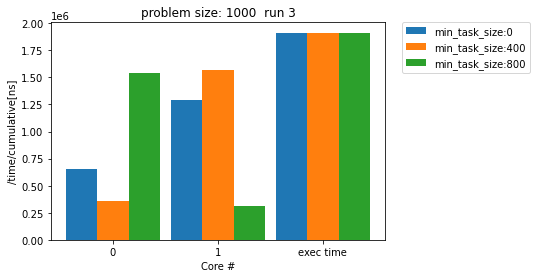 problem size: 1000  run 3
1e6
2.00
1.75
1.50
1.25
1.00
0.75
0.50
0.25
0.00
/time/cumulative[ns]
0
1
exec time
Core #
min_task_size:0
min_task_size:400
min_task_size:800